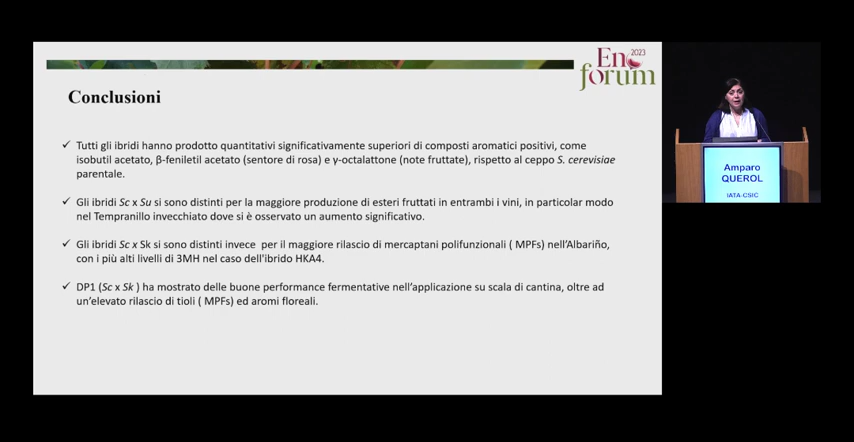 2023
Enoforum
Conclusioni
✓ Tutti gli ibridi hanno prodotto quantitativi significativamente superiori di composti aromatici positivi, come
isobutil acetato, β-feniletil acetato (sentore di rosa) e γ-octalattone (note fruttate), rispetto al ceppo S. cerevisiae
parentale.
✓ Gli ibridi Sc x Su si sono distinti per la maggiore produzione di esteri fruttati in entrambi i vini, in particolar modo
nel Tempranillo invecchiato dove si è osservato un aumento significativo.
✓ Gli ibridi Sc x Sk si sono distinti invece per il maggiore rilascio di mercaptani polifunzionali ( MPFs) nell’Albariño,
con i più alti livelli di 3MH nel caso dell'ibrido HKA4.
✓ DP1 (Sc x Sk ) ha mostrato delle buone performance fermentative nell’applicazione su scala di cantina, oltre ad
un’elevato rilascio di tioli ( MPFs) ed aromi floreali.
Amparo
QUEROL
IATA-CSIC